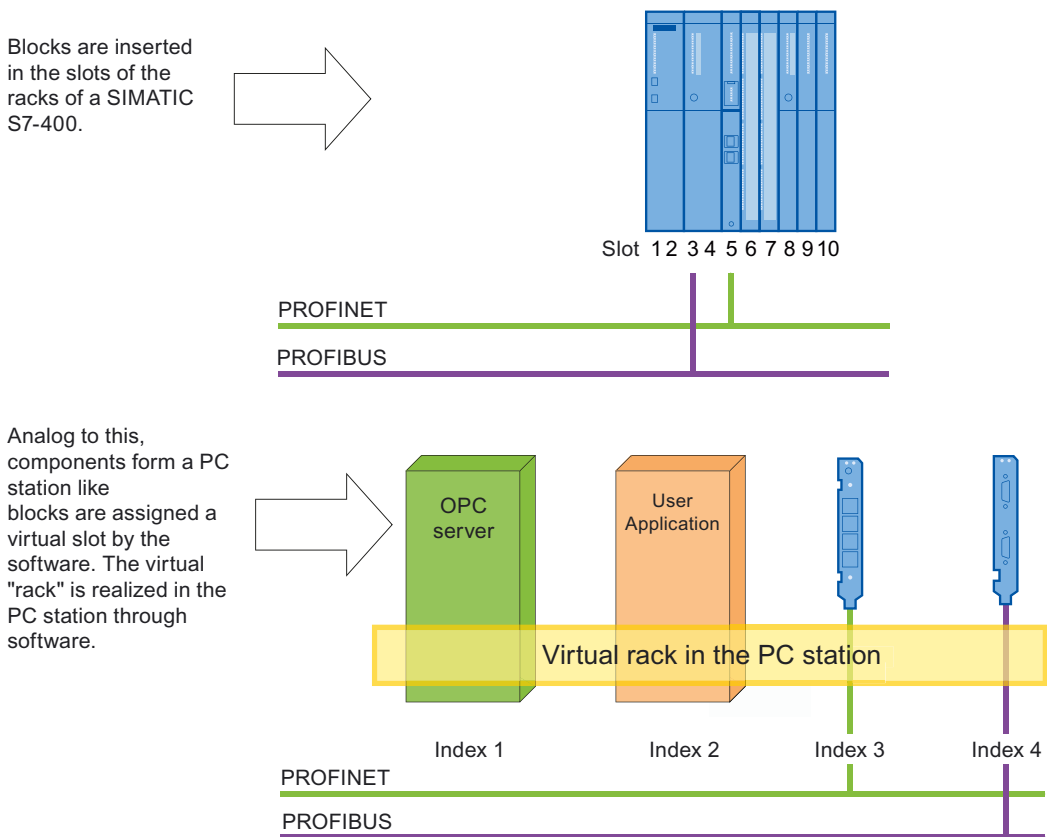 Blocks are inserted
in the slots of the
racks of a SIMATIC
S7-400.
Slot 1 2 3 4 5 6 7 8 9 10
PROFINET
PROFIBUS
Analog to this,
components form a PC
station like
blocks are assigned a
virtual slot by the
software. The virtual
"rack" is realized in the
PC station through
software.
OPC
server
User
Application
Virtual rack in the PC station
Index 1
Index 2
Index 3
Index 4
PROFINET
PROFIBUS